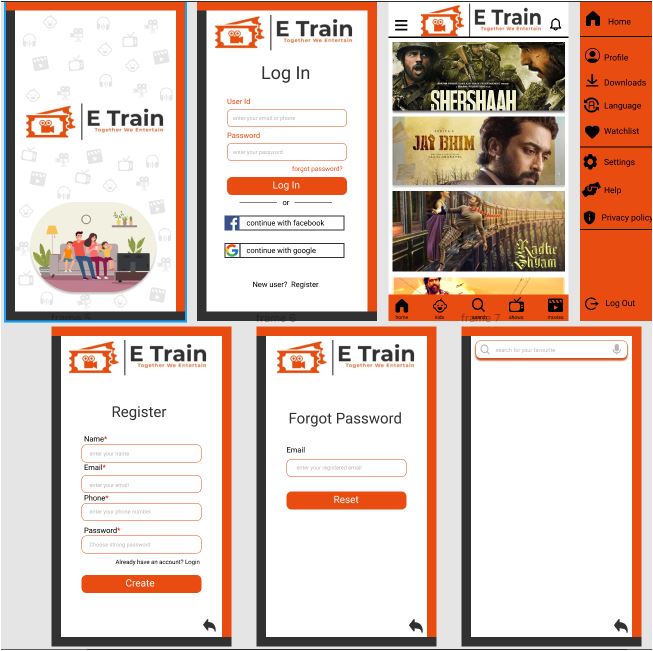 E Train
Together We Entertain
E Train
Together We Entertain
Log In
User Id
enter your email or phone
Password
enter your password
forgot password?
Log In
or
continue with facebook
continue with google
New user? Register
E Train
Together We Entertain
SHERSHAAH
JAY BHIM
Radhe
Shyam
home
kids
search
shows
movies
Home
Profile
Downloads
Language
Watchlist
Settings
Help
Privacy policy
Log Out
frame 5
frame 6
frame 7
E Train
Together We Entertain
Register
Name*
enter your name
Email*
enter your email
Phone*
enter your phone number
Password*
Choose strong password
Already have an account? Login
Create
E Train
Together We Entertain
Forgot Password
Email
enter your registered email
Reset
search for your favourite